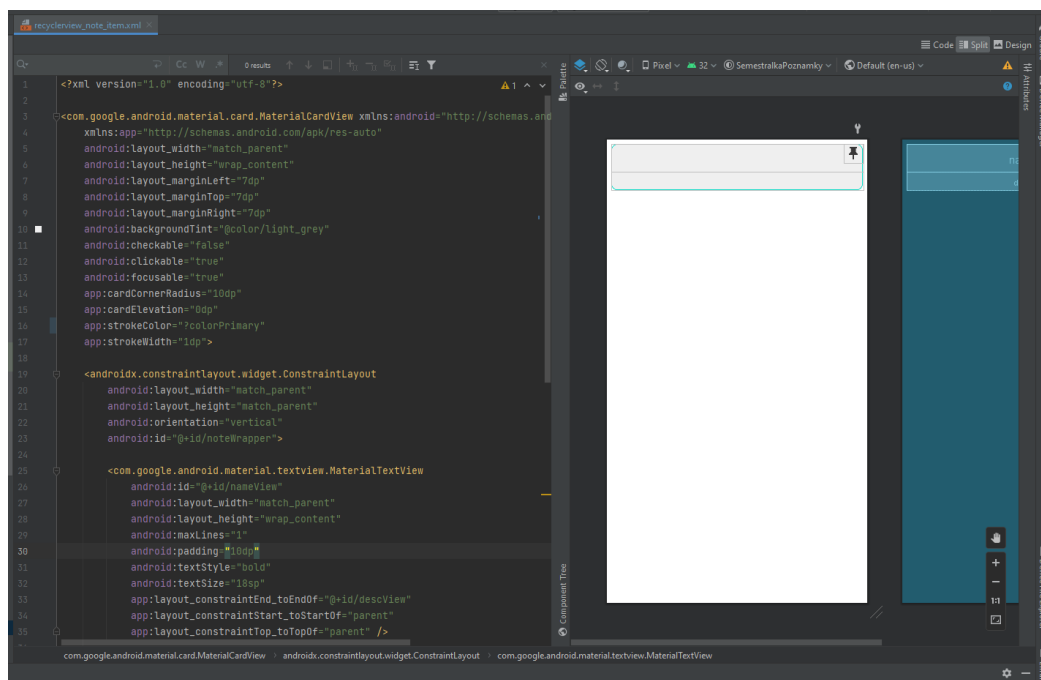 recyclerview_note_item.xml
Code Split Design
Cc W 0 results
Pixel 32 SemestralkaPoznamky Default (en-us)
Palette
Attributes
1 <?xml version="1.0" encoding="utf-8"?>
1
2
3 <com.google.android.material.card.MaterialCardView xmlns:android="http://schemas.and
4 xmlns:app="http://schemas.android.com/apk/res-auto"
5 android:layout_width="match_parent"
6 android:layout_height="wrap_content"
7 android:layout_marginLeft="7dp"
8 android:layout_marginTop="7dp"
9 android:layout_marginRight="7dp"
10 android:backgroundTint="@color/light_grey"
11 android:checkable="false"
12 android:clickable="true"
13 android:focusable="true"
14 app:cardCornerRadius="10dp"
15 app:cardElevation="0dp"
16 app:strokeColor="?colorPrimary"
17 app:strokeWidth="1dp">
18
19 <androidx.constraintlayout.widget.ConstraintLayout
20 android:layout_width="match_parent"
21 android:layout_height="match_parent"
22 android:orientation="vertical"
23 android:id="@+id/noteWrapper">
24
25 <com.google.android.material.textview.MaterialTextView
26 android:id="@+id/nameView"
27 android:layout_width="match_parent"
28 android:layout_height="wrap_content"
29 android:maxLines="1"
30 android:padding="10dp"
31 android:textStyle="bold"
32 android:textSize="18sp"
33 app:layout_constraintEnd_toEndOf="@+id/descView"
34 app:layout_constraintStart_toStartOf="parent"
35 app:layout_constraintTop_toTopOf="parent" />
na
d
1:1
Component Tree
com.google.android.material.card.MaterialCardView > androidx.constraintlayout.widget.ConstraintLayout > com.google.android.material.textview.MaterialTextView